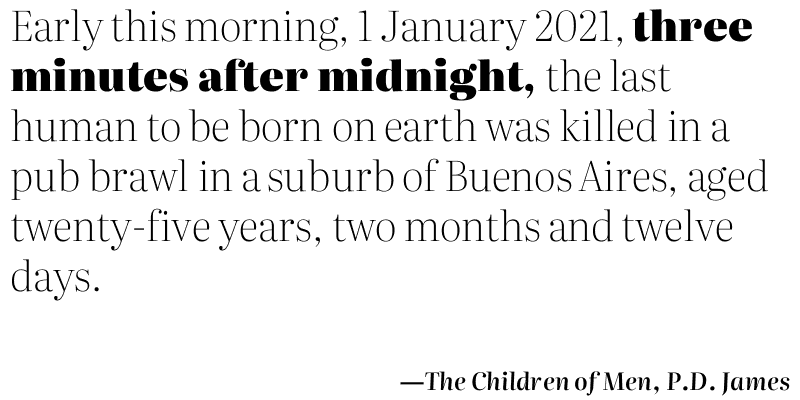 Early this morning, 1 January 2021, three
minutes after midnight, the last
human to be born on earth was killed in a
pub brawl in a suburb of Buenos Aires, aged
twenty-five years, two months and twelve
days.
—The Children of Men, P.D. James